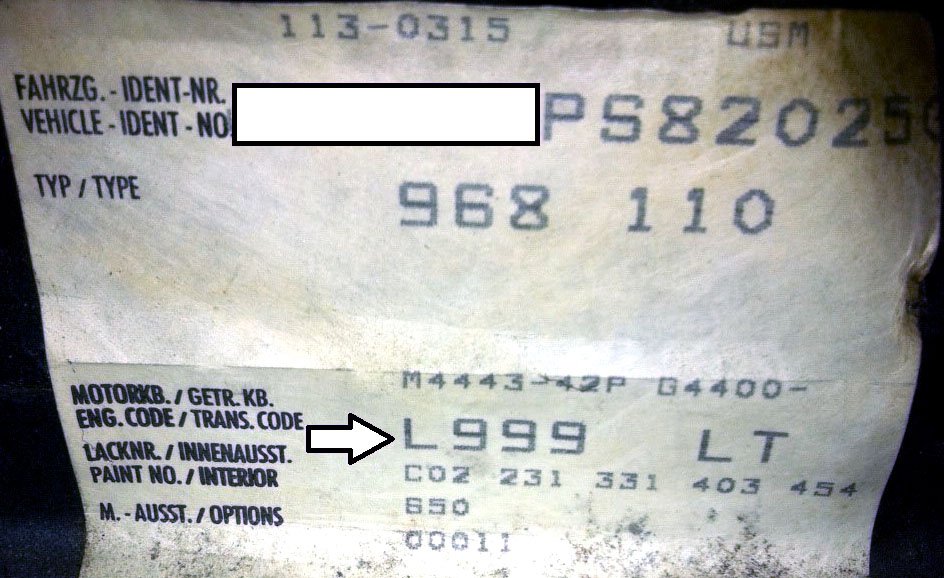 113-0315 USM
FAHRZG. - IDENT-NR.
VEHICLE - IDENT - NO PS82025
TYP / TYPE 968 110
MOTORKB. / GETR. KB. M4443-42P G4400-
ENG. CODE / TRANS. CODE
LACKNR. / INNENAUSST. L999 LT
PAINT NO. / INTERIOR C02 231 331 403 454
M. - AUSST. / OPTIONS 650
00011